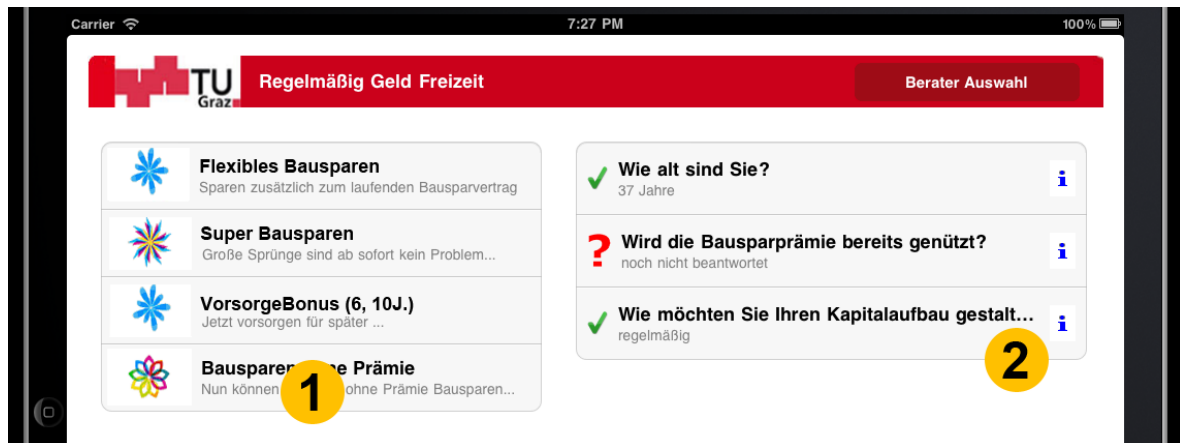 Carrier 7:27 PM 100%
TU
Graz
Regelmäßig Geld Freizeit
Berater Auswahl
Flexibles Bausparen
Sparen zusätzlich zum laufenden Bausparvertrag
Super Bausparen
Große Sprünge sind ab sofort kein Problem...
VorsorgeBonus (6, 10J.)
Jetzt vorsorgen für später ...
Bausparen Prämie
Nun können ohne Prämie Bausparen...
1
Wie alt sind Sie?
37 Jahre
i
? Wird die Bausparprämie bereits genützt?
noch nicht beantwortet
i
Wie möchten Sie Ihren Kapitalaufbau gestalt...
regelmäßig
i
2